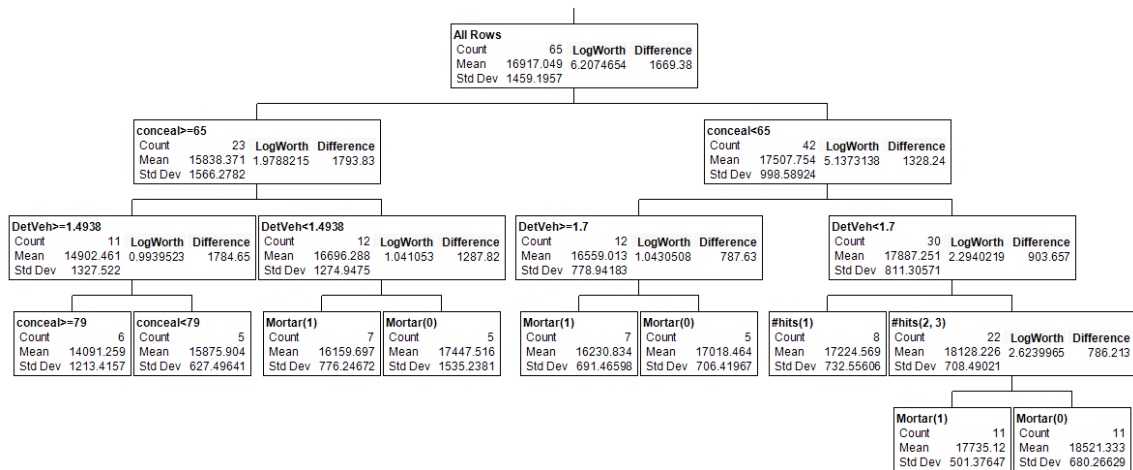 All Rows
Count 65 LogWorth Difference
Mean 16917.049 6.2074654 1669.38
Std Dev 1459.1957
conceal>=65
Count 23 LogWorth Difference
Mean 15838.371 1.9788215 1793.83
Std Dev 1566.2782
conceal<65
Count 42 LogWorth Difference
Mean 17507.754 5.1373138 1328.24
Std Dev 998.58924
DetVeh>=1.4938
Count 11 LogWorth Difference
Mean 14902.461 0.9939523 1784.65
Std Dev 1327.522
DetVeh<1.4938
Count 12 LogWorth Difference
Mean 16696.288 1.041053 1287.82
Std Dev 1274.9475
DetVeh>=1.7
Count 12 LogWorth Difference
Mean 16559.013 1.0430508 787.63
Std Dev 778.94183
DetVeh<1.7
Count 30 LogWorth Difference
Mean 17887.251 2.2940219 903.657
Std Dev 811.30571
conceal>=79
Count 6
Mean 14091.259
Std Dev 1213.4157
conceal<79
Count 5
Mean 15875.904
Std Dev 627.49641
Mortar(1)
Count 7
Mean 16159.697
Std Dev 776.24672
Mortar(0)
Count 5
Mean 17447.516
Std Dev 1535.2381
Mortar(1)
Count 7
Mean 16230.834
Std Dev 691.46598
Mortar(0)
Count 5
Mean 17018.464
Std Dev 706.41967
#hits(1)
Count 8
Mean 17224.569
Std Dev 732.55606
#hits(2, 3)
Count 22 LogWorth Difference
Mean 18128.226 2.6239965 786.213
Std Dev 708.49021
Mortar(1)
Count 11
Mean 17735.12
Std Dev 501.37647
Mortar(0)
Count 11
Mean 18521.333
Std Dev 680.26629